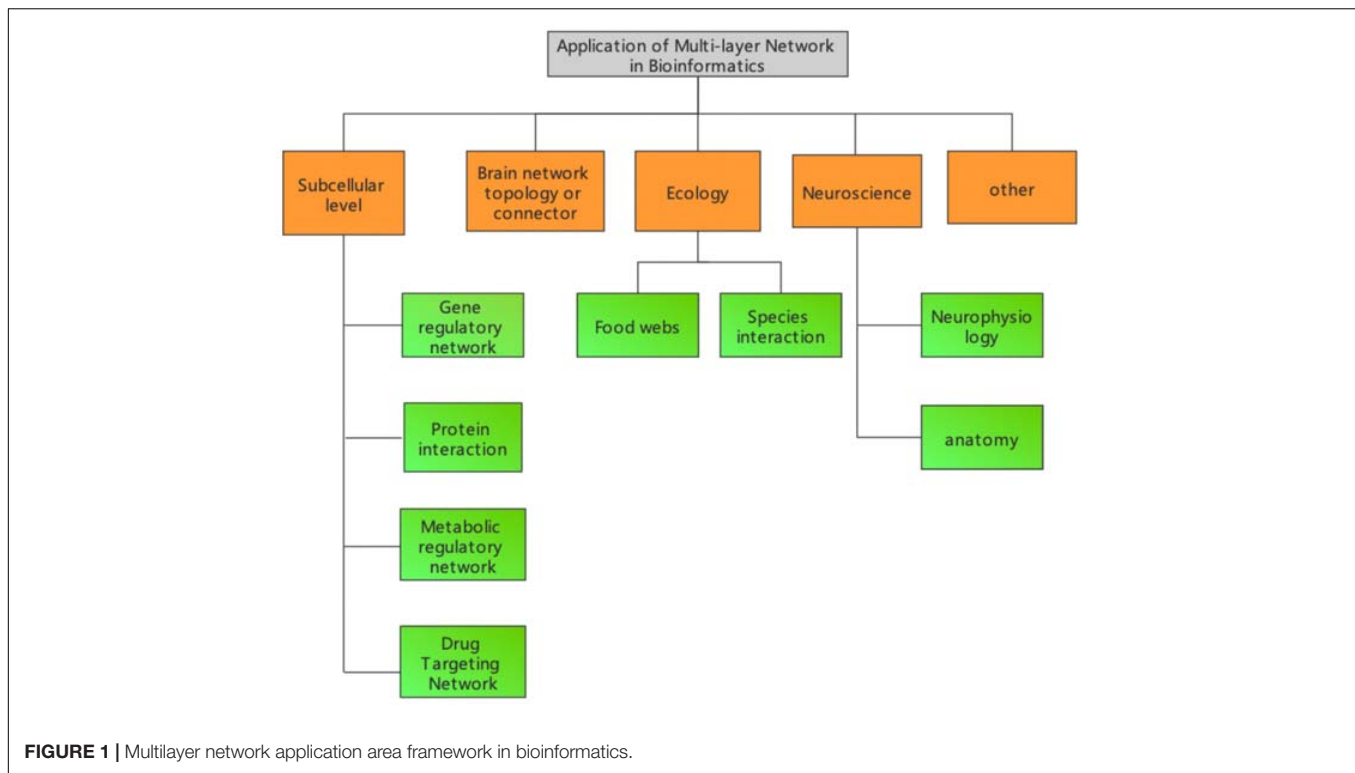 Application of Multi-layer Network
in Bioinformatics
Subcellular
level
Brain network
topology or
connector
Ecology
Neuroscience
other
Gene
regulatory
network
Food webs
Species
interaction
Neurophysio
logy
Protein
interaction
anatomy
Metabolic
regulatory
network
Drug
Targeting
Network
FIGURE 1 | Multilayer network application area framework in bioinformatics.